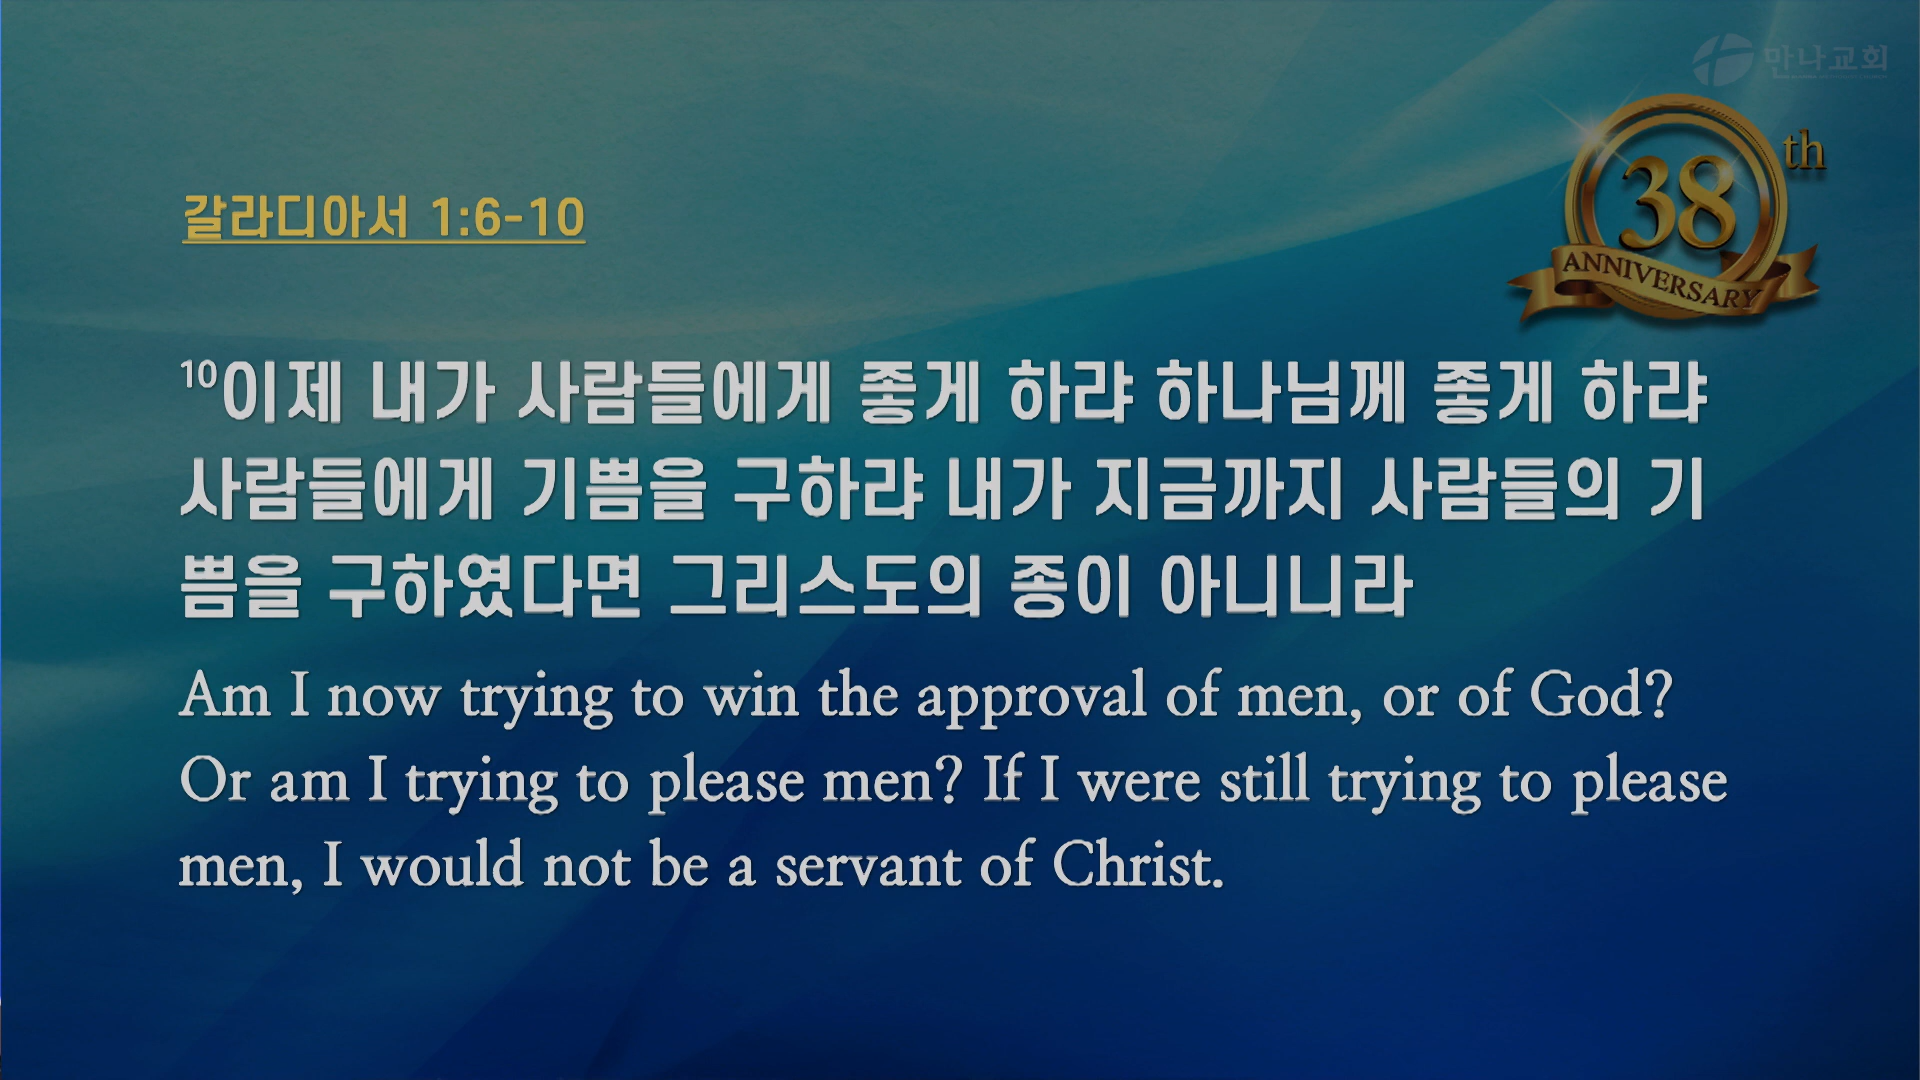 만나교회
38th
ANNIVERSARY
갈라디아서 1:6-10
10이제 내가 사람들에게 좋게 하랴 하나님께 좋게 하랴
사람들에게 기쁨을 구하랴 내가 지금까지 사람들의 기
쁨을 구하였다면 그리스도의 종이 아니니라
Am I now trying to win the approval of men, or of God?
Or am I trying to please men? If I were still trying to please
men, I would not be a servant of Christ.